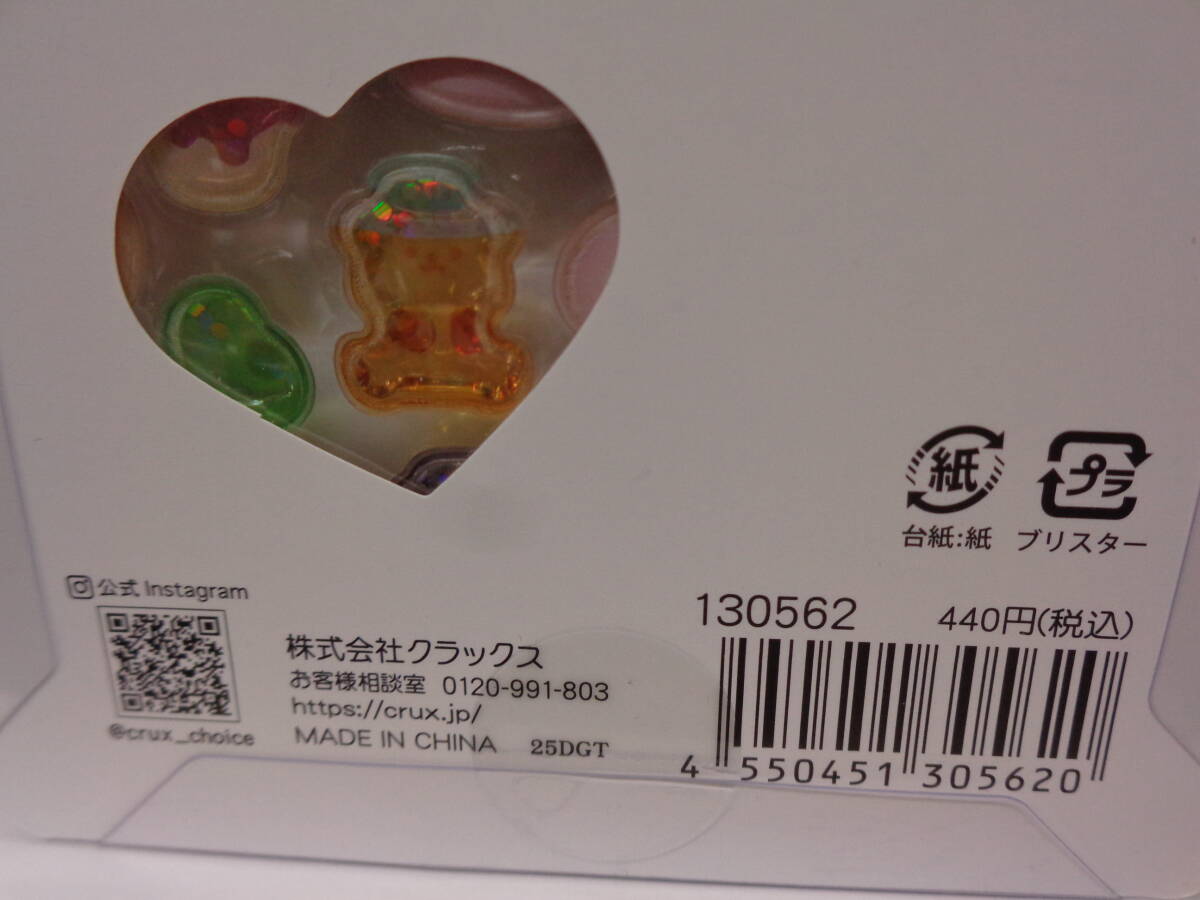 紙
プラ
台紙:紙 ブリスター
公式 Instagram
@crux_choice
株式会社クラックス
お客様相談室 0120-991-803
https://crux.jp/
MADE IN CHINA 25DGT
130562 440円(税込)
4 550451 305620